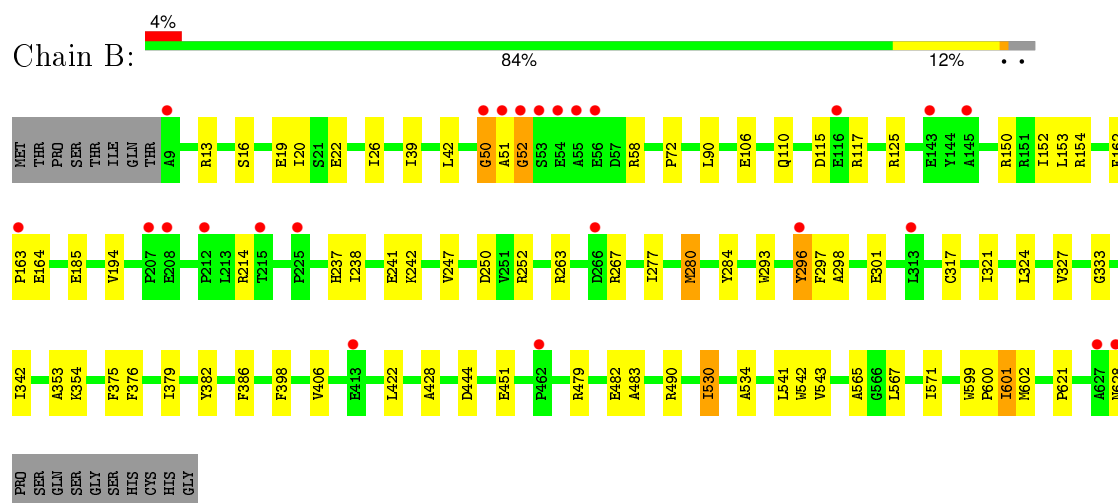 4%
Chain B:
84% 12% • •
MET THR PRO SER THR ILE GLN THR A9 R13 S16 E19 I20 S21 E22 I26 I39 L42 G50 A51 G52 S53 E54 A55 E56 D57 R58 P72 L90 E106 Q110 D115 E116 R117 R125 E143 Y144 A145 R150 R151 I152 L153 R154
P163 E164 E185 V194 P207 E208 P212 L213 R214 T215 P225 H237 I238 E241 K242 V247 D250 V251 R252 R263 D266 R267 I277 M280 Y284 W293 Y296 F297 A298 E301 L313 C317 I321 L324 V327 G333
I342 A353 K354 F375 F376 I379 Y382 F386 F398 V406 E413 L422 A428 D444 E451 P462 R479 E482 A483 R490 I530 A534 L541 W542 V543 A565 G566 L567 I571 W599 P600 I601 M602 P621 A627 N628
PRO SER GLN SER GLY SER HIS CYS HIS GLY